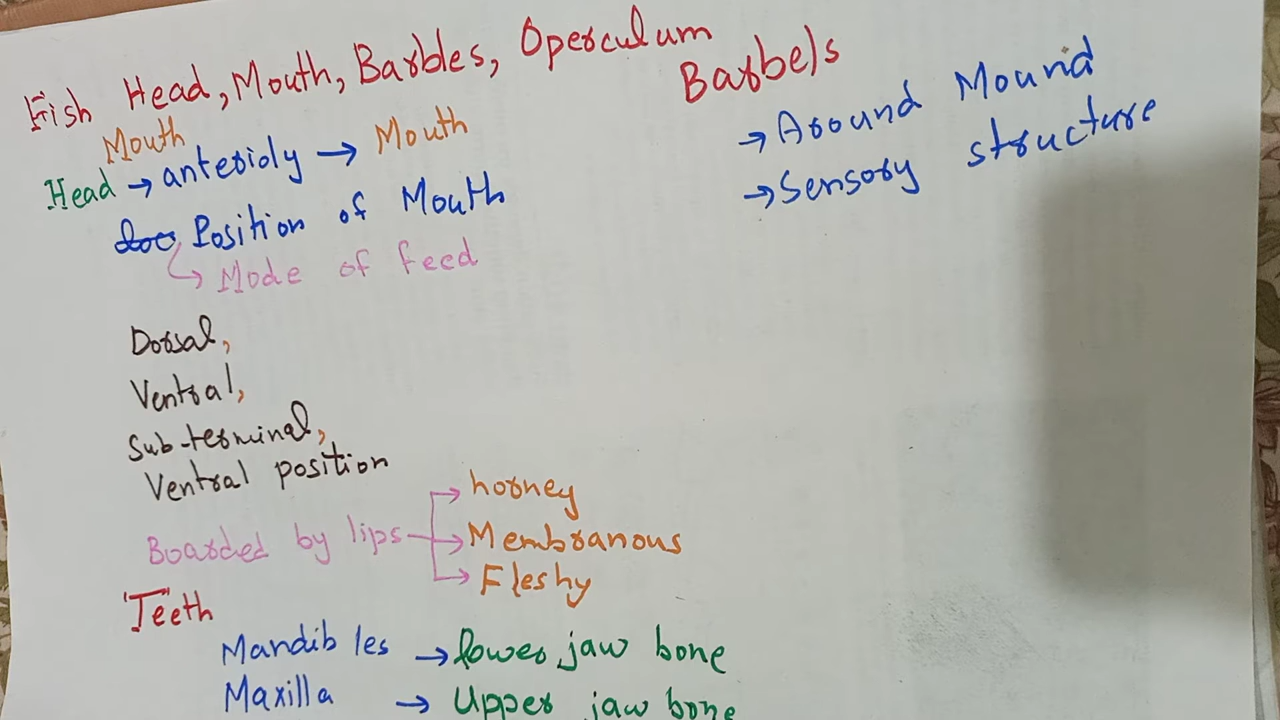 Fish Head, Mouth, Barbles, Operculum
Mouth
Head → anterioly → Mouth
Position of Mouth
↳ Mode of feed
Dorsal,
Ventral,
Sub-terminal,
Ventral position
Boarded by lips → horney
→ Membranous
→ Fleshy
"Teeth
Mandibles → lower jaw bone
Maxilla → Upper jaw bone
Barbels
→ Around Mound
→ Sensory structure